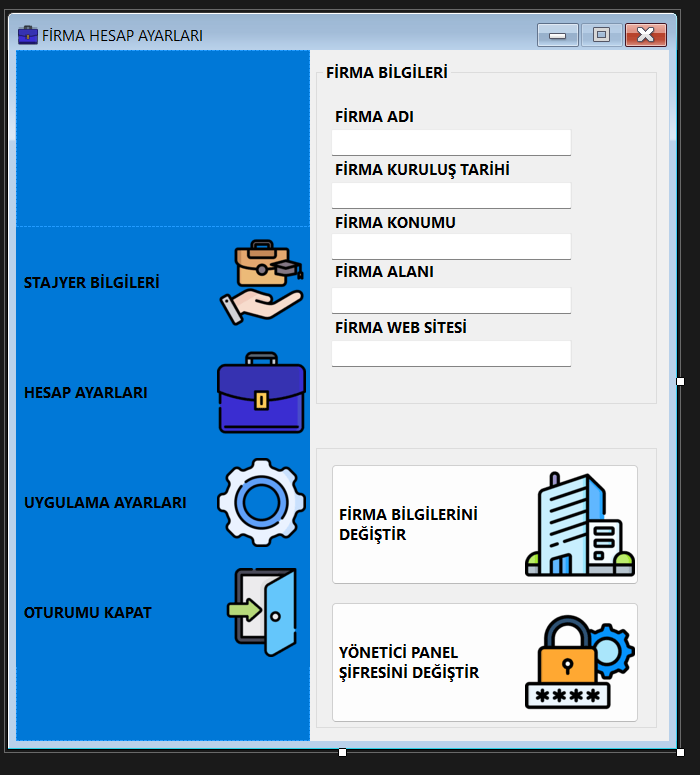 FİRMA HESAP AYARLARI
FİRMA BİLGİLERİ
FİRMA ADI
FİRMA KURULUŞ TARİHİ
FİRMA KONUMU
FİRMA ALANI
FİRMA WEB SİTESİ
STAJYER BİLGİLERİ
HESAP AYARLARI
UYGULAMA AYARLARI
OTURUMU KAPAT
FİRMA BİLGİLERİNİ
DEĞİŞTİR
YÖNETİCİ PANEL
ŞİFRESİNİ DEĞİŞTİR
****